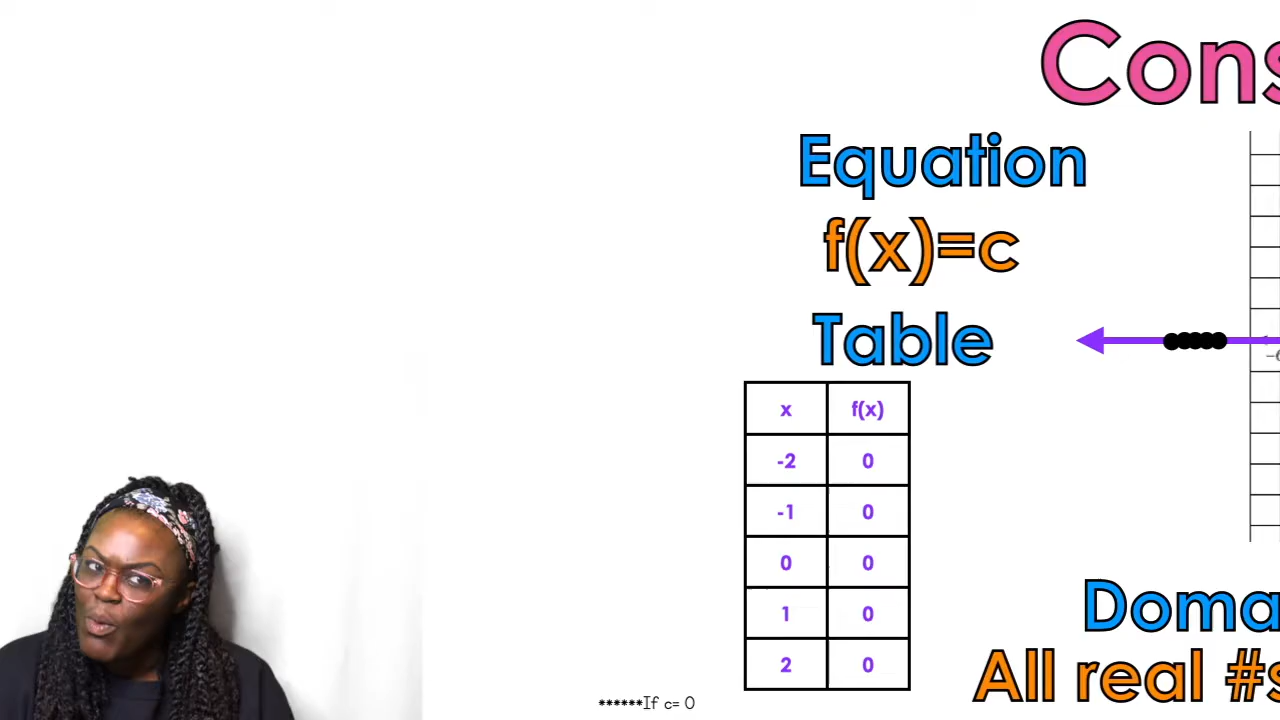 Cons
Equation
f(x)=c
Table
x f(x)
-2 0
-1 0
0 0
1 0
2 0
Doma
All real #s
******If c= 0